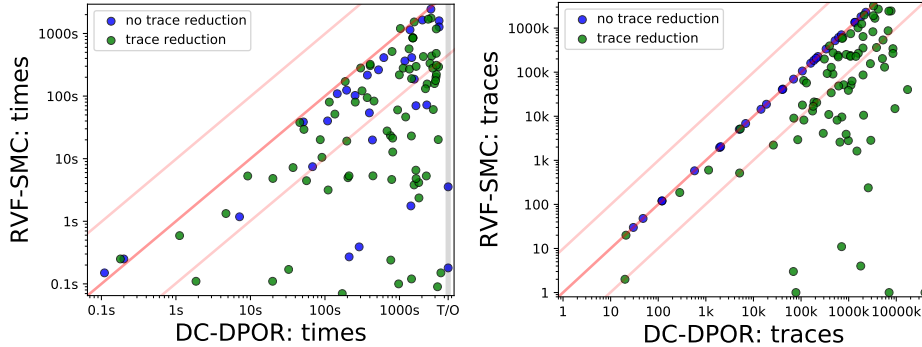 no trace reduction
trace reduction
RVF-SMC: times
1000s
100s
10s
1s
0.1s
0.1s 1s 10s 100s 1000s T/O
DC-DPOR: times
no trace reduction
trace reduction
RVF-SMC: traces
1000k
100k
10k
1k
100
10
1
1 10 100 1k 10k 100k 1000k 10000k
DC-DPOR: traces